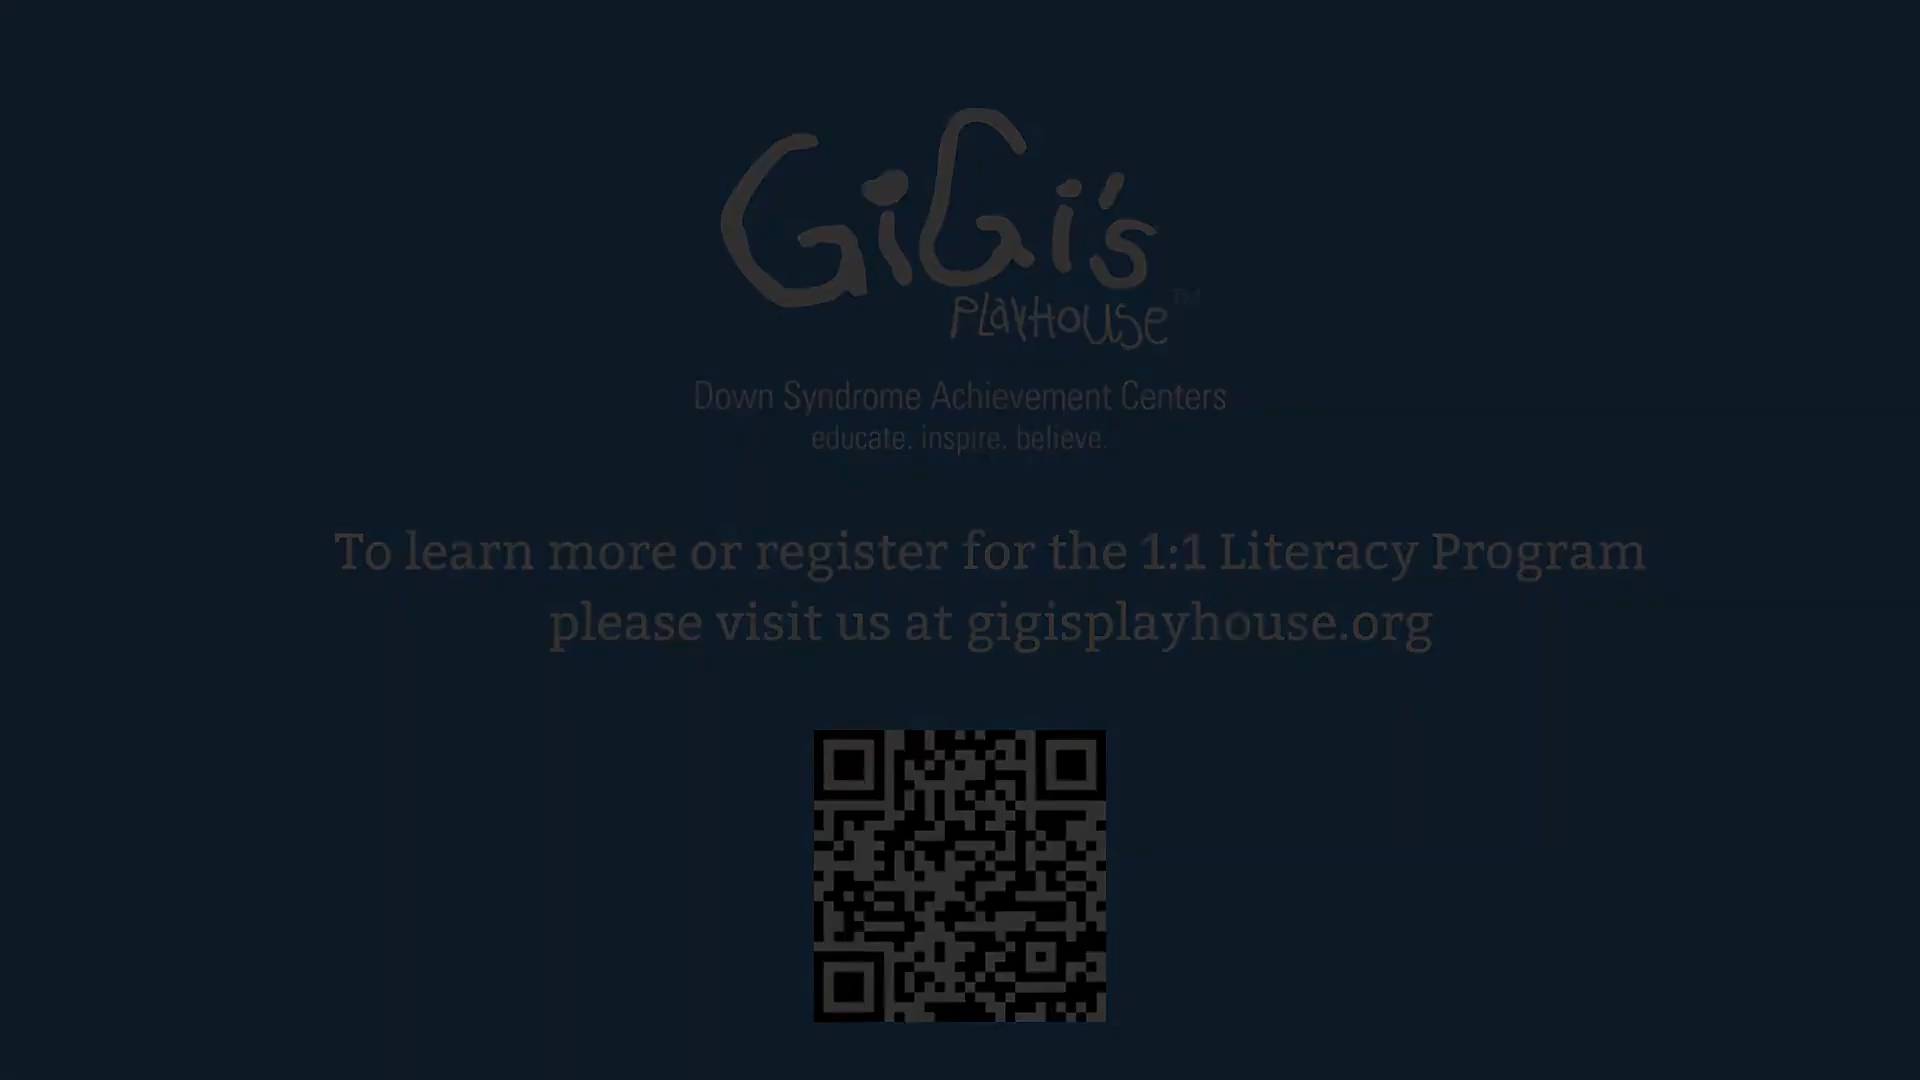 GiGi's
PLAYHOUSE™
Down Syndrome Achievement Centers
educate. inspire. believe.
To learn more or register for the 1:1 Literacy Program
please visit us at gigisplayhouse.org